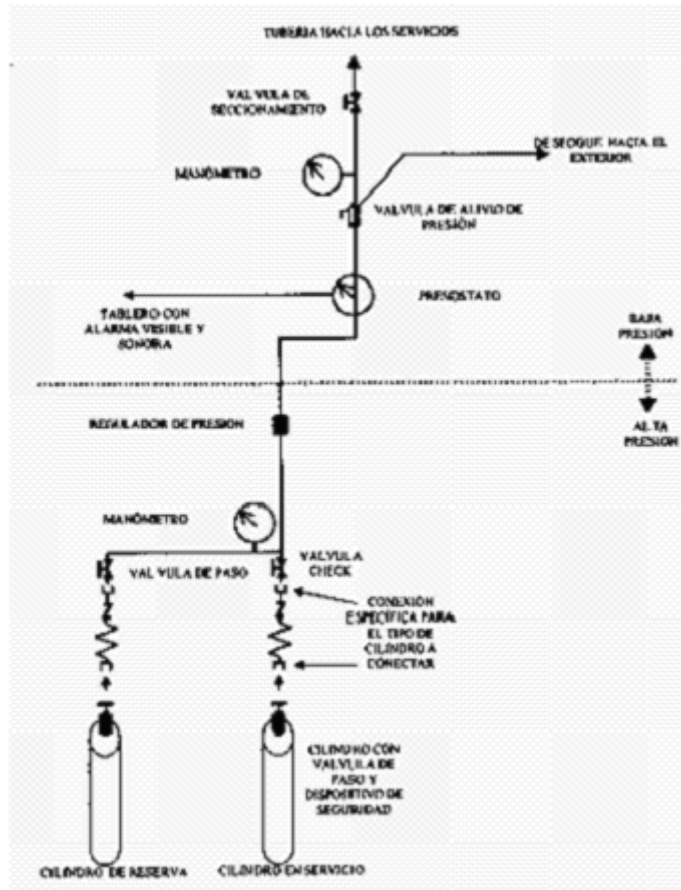 TUBERIA HACIA LOS SERVICIOS
VALVULA DE
SECCIONAMIENTO
DESFOGUE HACIA EL
EXTERIOR
MANÓMETRO
VALVULA DE ALIVIO DE
PRESIÓN
PRESOSTATO
TABLERO CON
ALARMA VISIBLE Y
SONORA
BAJA
PRESIÓN
REGULADOR DE PRESION
ALTA
PRESIÓN
MANÓMETRO
VALVULA DE PASO
VALVULA
CHECK
CONEXIÓN
ESPECÍFICA PARA
EL TIPO DE
CILINDRO A
CONECTAR
CILINDRO CON
VALVULA DE
PASO Y
DISPOSITIVO DE
SEGURIDAD
CILINDRO DE RESERVA
CILINDRO EN SERVICIO